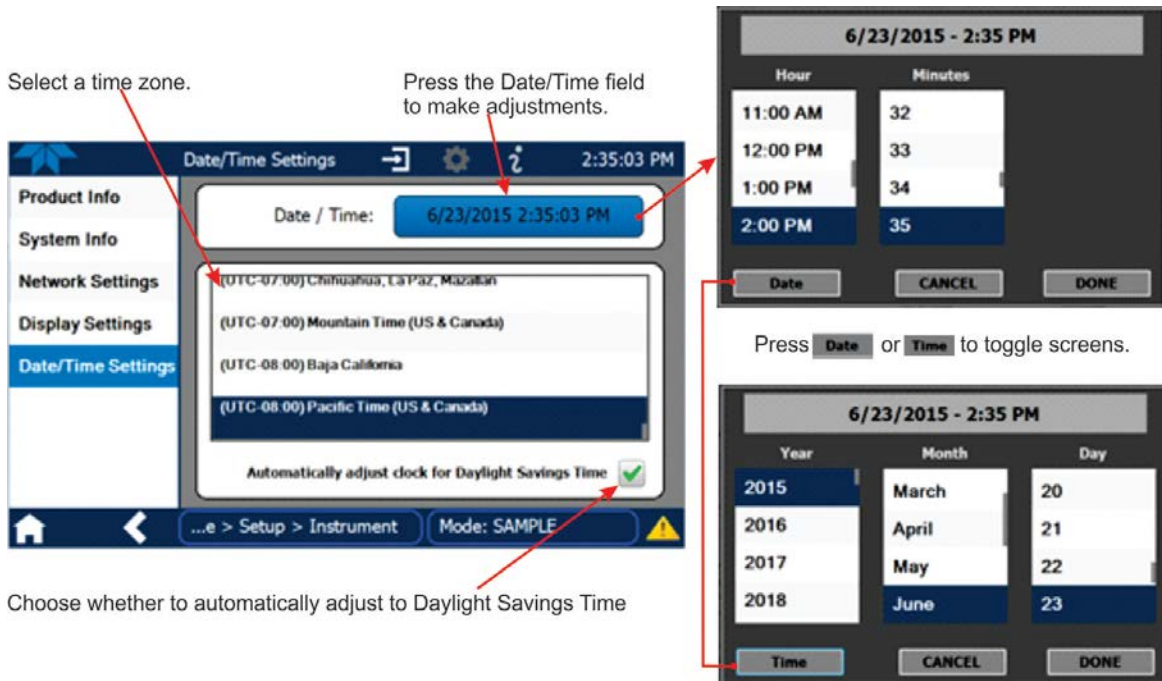 Select a time zone.
Press the Date/Time field
to make adjustments.
Date/Time Settings
2:35:03 PM
Product Info
System Info
Network Settings
Display Settings
Date/Time Settings
Date / Time:
6/23/2015 2:35:03 PM
(UTC-07:00) Chihuahua, La Paz, Mazatlan
(UTC-07:00) Mountain Time (US & Canada)
(UTC-08:00) Baja California
(UTC-08:00) Pacific Time (US & Canada)
Automatically adjust clock for Daylight Savings Time
...e > Setup > Instrument
Mode: SAMPLE
Choose whether to automatically adjust to Daylight Savings Time
6/23/2015 - 2:35 PM
Hour Minutes
11:00 AM 32
12:00 PM 33
1:00 PM 34
2:00 PM 35
Date CANCEL DONE
Press Date or Time to toggle screens.
6/23/2015 - 2:35 PM
Year Month Day
2015 March 20
2016 April 21
2017 May 22
2018 June 23
Time CANCEL DONE